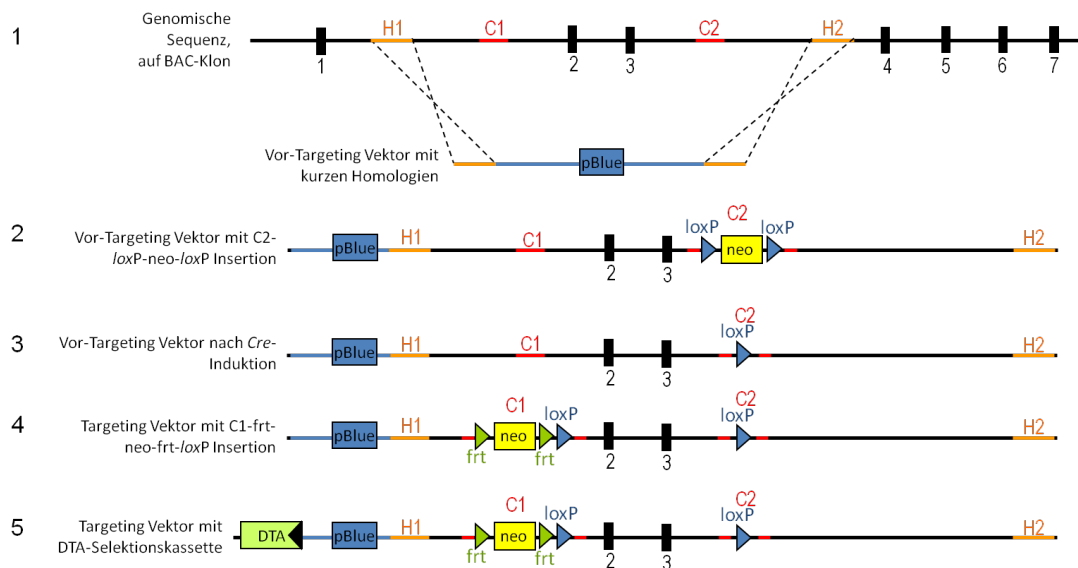 1
Genomische
Sequenz,
auf BAC-Klon
H1
C1
C2
H2
1
2
3
4
5
6
7
Vor-Targeting Vektor mit
kurzen Homologien
pBlue
2
Vor-Targeting Vektor mit C2-
loxP-neo-loxP Insertion
pBlue
H1
C1
C2
loxP
loxP
neo
H2
2
3
3
Vor-Targeting Vektor nach Cre-
Induktion
pBlue
H1
C1
C2
loxP
H2
2
3
4
Targeting Vektor mit C1-frt-
neo-frt-loxP Insertion
pBlue
H1
C1
loxP
neo
frt
frt
C2
loxP
H2
2
3
5
Targeting Vektor mit
DTA-Selektionskassette
DTA
pBlue
H1
C1
loxP
neo
frt
frt
C2
loxP
H2
2
3